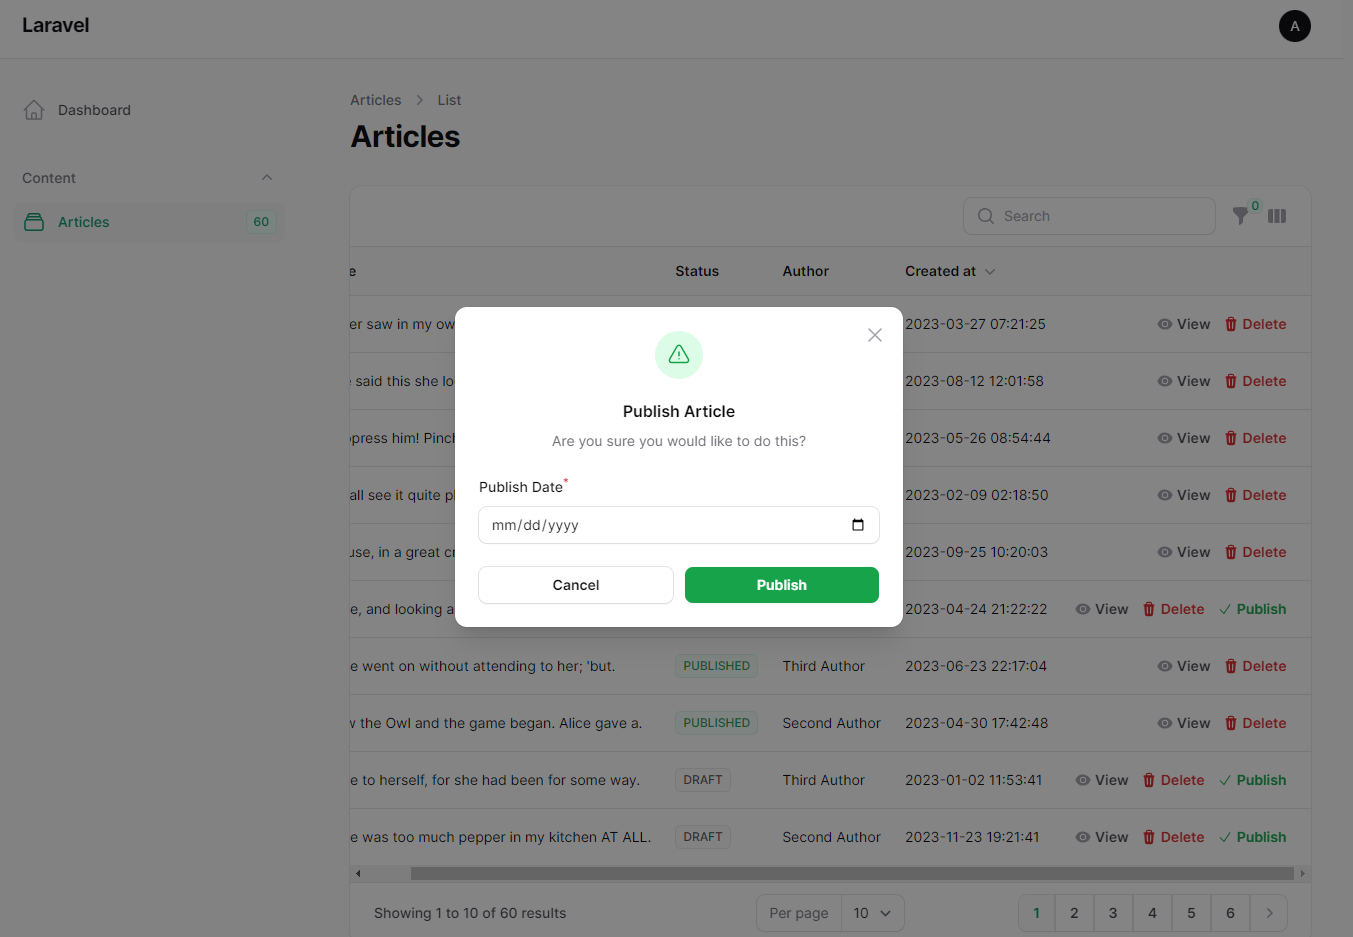 Laravel
A
Dashboard
Content
Articles 60
Articles List
Articles
Search 0
e Status Author Created at
er saw in my ow 2023-03-27 07:21:25 View Delete
said this she lo 2023-08-12 12:01:58 View Delete
press him! Pinch 2023-05-26 08:54:44 View Delete
all see it quite pl 2023-02-09 02:18:50 View Delete
use, in a great cr 2023-09-25 10:20:03 View Delete
e, and looking a 2023-04-24 21:22:22 View Delete Publish
Publish Article
Are you sure you would like to do this?
Publish Date*
mm/dd/yyyy
Cancel Publish
e went on without attending to her; 'but. PUBLISHED Third Author 2023-06-23 22:17:04 View Delete
w the Owl and the game began. Alice gave a. PUBLISHED Second Author 2023-04-30 17:42:48 View Delete
e to herself, for she had been for some way. DRAFT Third Author 2023-01-02 11:53:41 View Delete Publish
e was too much pepper in my kitchen AT ALL. DRAFT Second Author 2023-11-23 19:21:41 View Delete Publish
Showing 1 to 10 of 60 results Per page 10 1 2 3 4 5 6